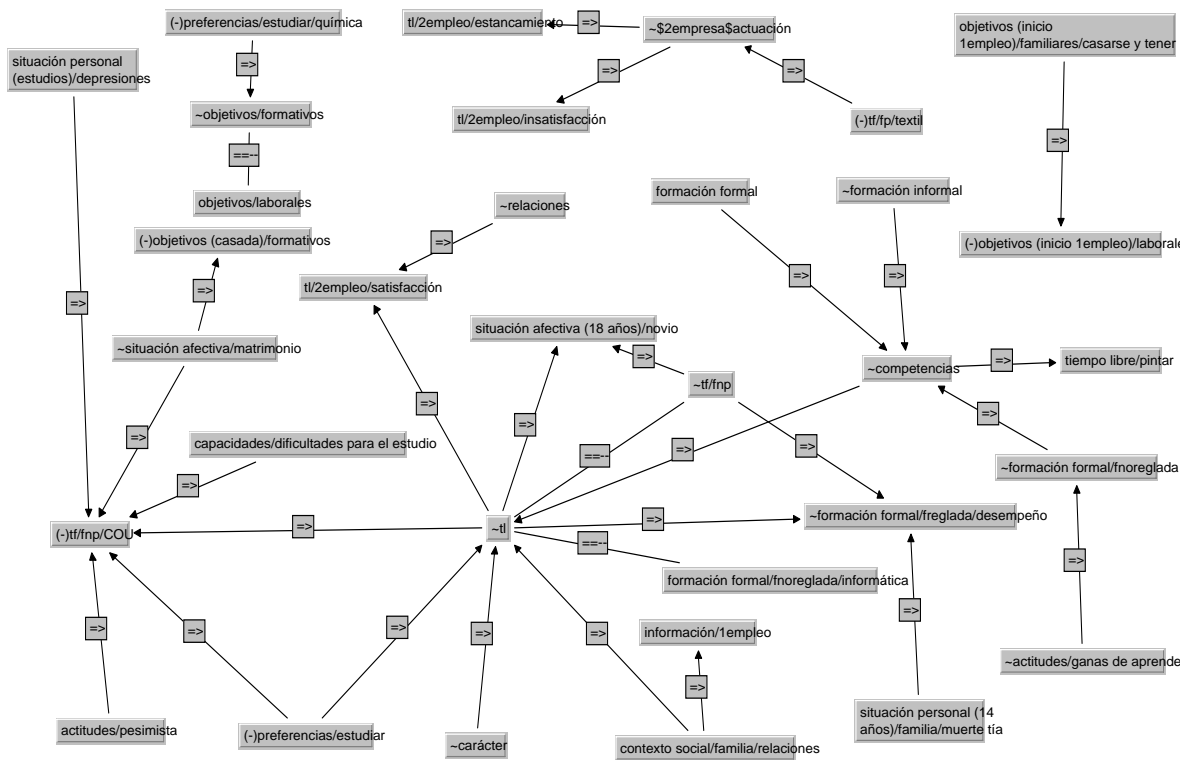 (-)preferencias/estudiar/química
tl/2empleo/estancamiento
=>
~$2empresa$actuación
objetivos (inicio
1empleo)/familiares/casarse y tener
situación personal
(estudios)/depresiones
=>
=>
=>
~objetivos/formativos
tl/2empleo/insatisfacción
(-)tf/fp/textil
=>
==--
objetivos/laborales
~relaciones
formación formal
~formación informal
(-)objetivos (casada)/formativos
=>
(-)objetivos (inicio 1empleo)/laborale
=>
=>
=>
tl/2empleo/satisfacción
=>
situación afectiva (18 años)/novio
~situación afectiva/matrimonio
=>
=>
tiempo libre/pintar
~competencias
~tf/fnp
=>
=>
=>
=>
capacidades/dificultades para el estudio
=>
=>
==--
~formación formal/fnoreglada
=>
(-)tf/fnp/COU
=>
~tl
=>
~formación formal/freglada/desempeño
==--
=>
formación formal/fnoreglada/informática
=>
=>
=>
=>
=>
=>
información/1empleo
~actitudes/ganas de aprende
=>
situación personal (14
años)/familia/muerte tía
actitudes/pesimista
(-)preferencias/estudiar
~carácter
contexto social/familia/relaciones